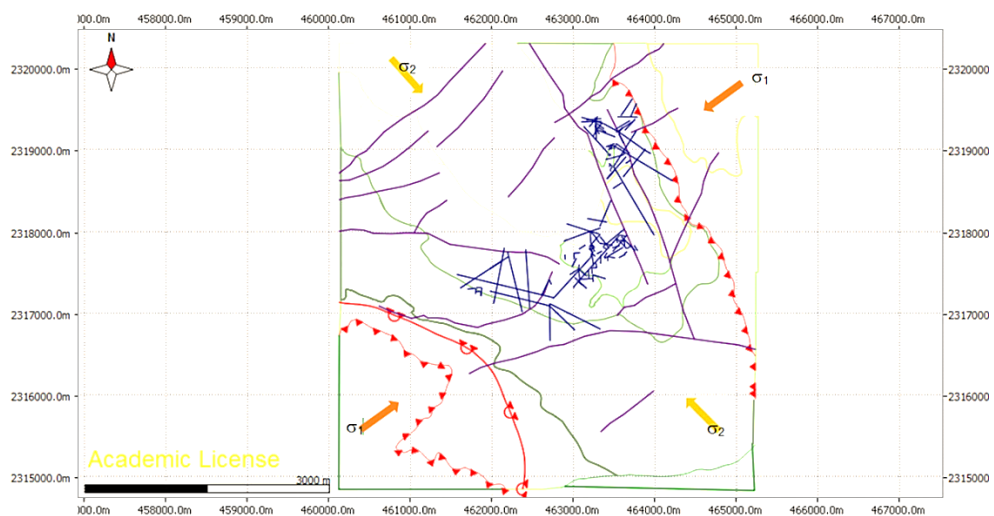 )00.0m 458000.0m 459000.0m 460000.0m 461000.0m 462000.0m 463000.0m 464000.0m 465000.0m 466000.0m 467000.0m
N
σ2
σ1
2320000.0m 2320000.0m
2319000.0m 2319000.0m
2318000.0m 2318000.0m
2317000.0m 2317000.0m
2316000.0m 2316000.0m
σ1
σ2
Academic License
3000 m
2315000.0m 2315000.0m
)00.0m 458000.0m 459000.0m 460000.0m 461000.0m 462000.0m 463000.0m 464000.0m 465000.0m 466000.0m 467000.0m